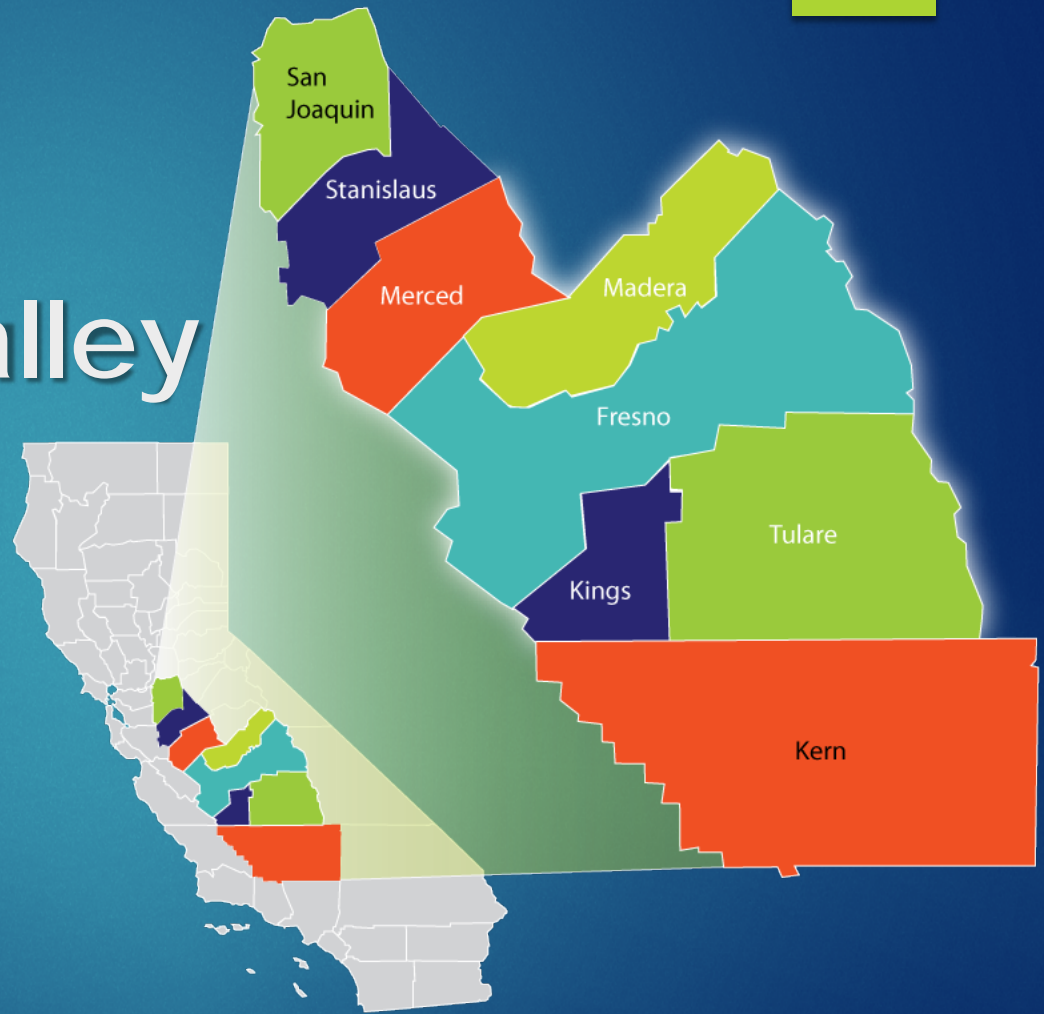 San
Joaquin
Stanislaus
Merced
Madera
alley
Fresno
Tulare
Kings
Kern